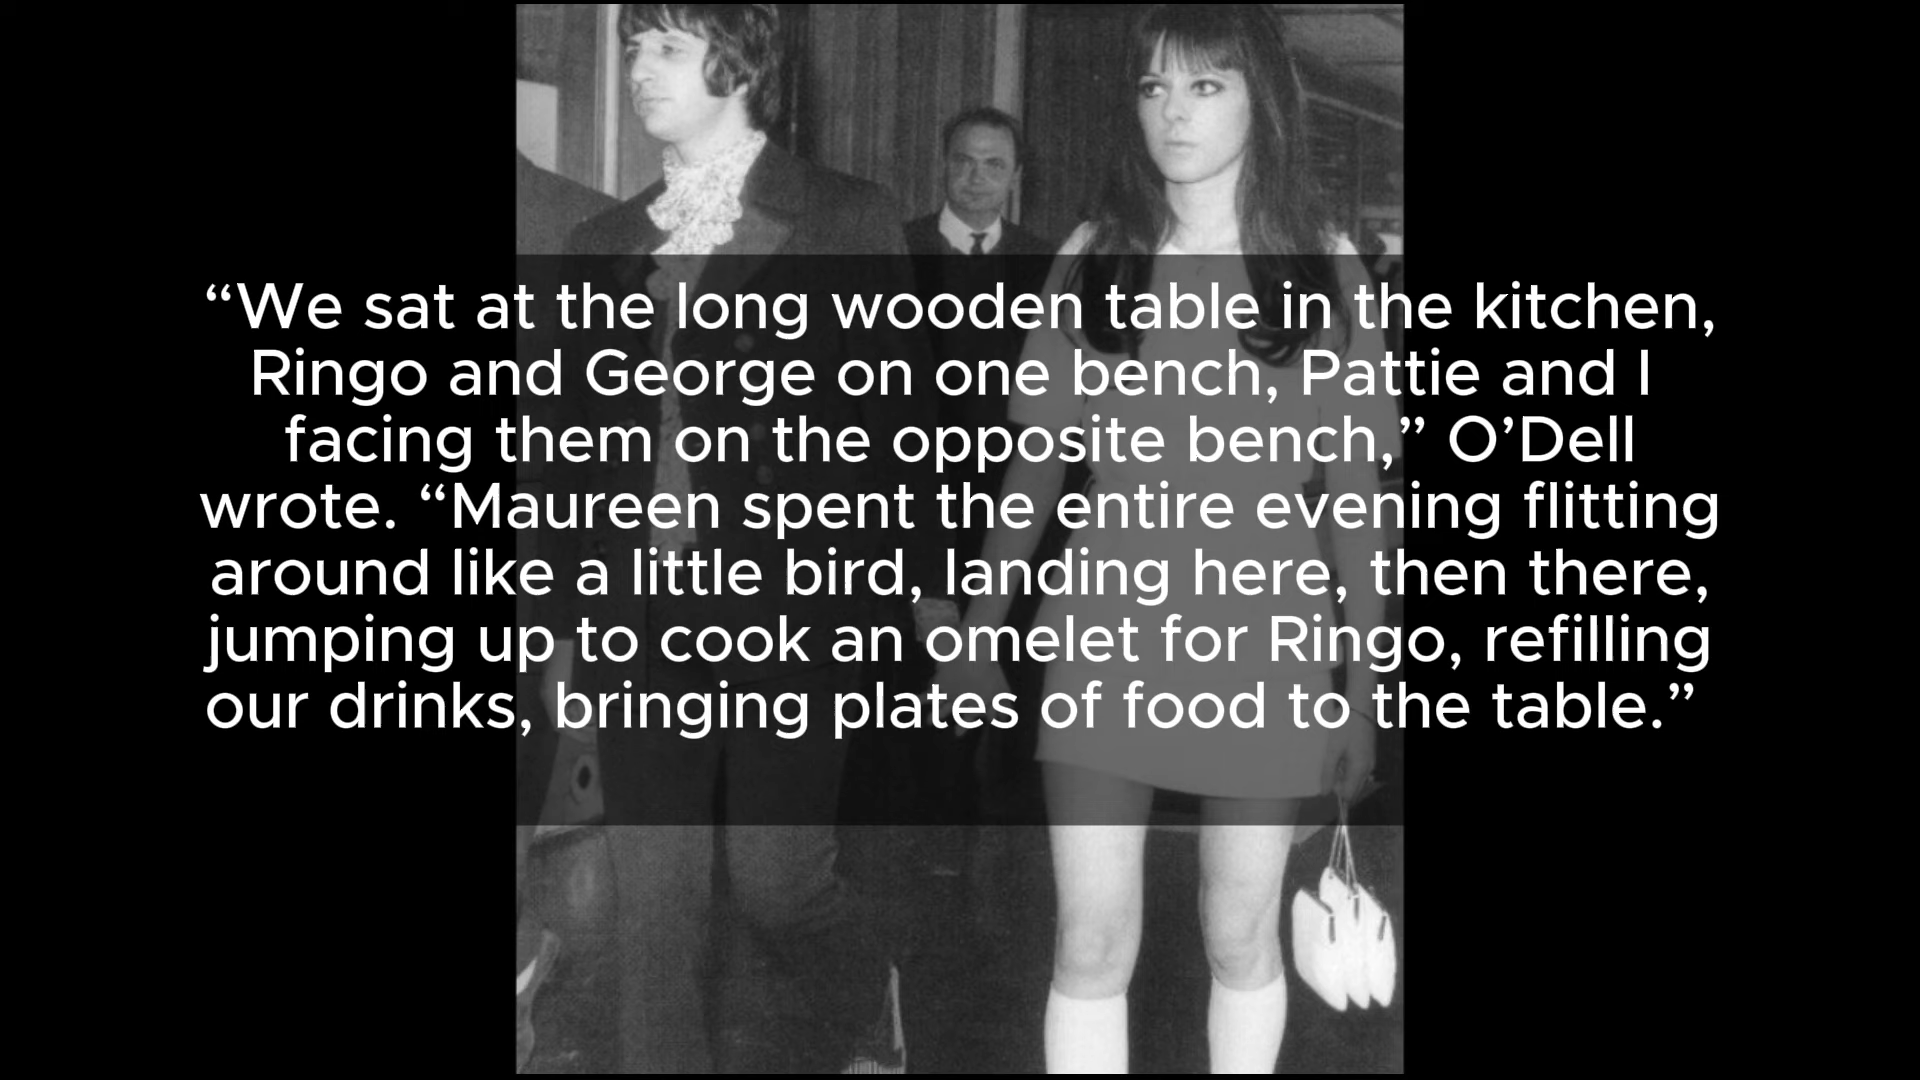 “We sat at the long wooden table in the kitchen,
Ringo and George on one bench, Pattie and I
facing them on the opposite bench,” O’Dell
wrote. “Maureen spent the entire evening flitting
around like a little bird, landing here, then there,
jumping up to cook an omelet for Ringo, refilling
our drinks, bringing plates of food to the table.”